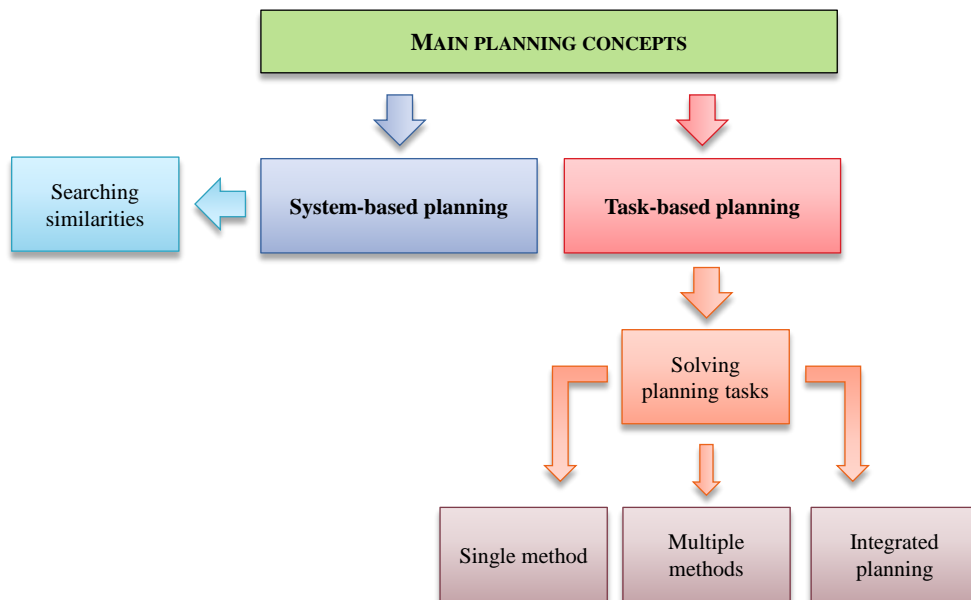 MAIN PLANNING CONCEPTS
Searching
similarities
System-based planning
Task-based planning
Solving
planning tasks
Single method
Multiple
methods
Integrated
planning